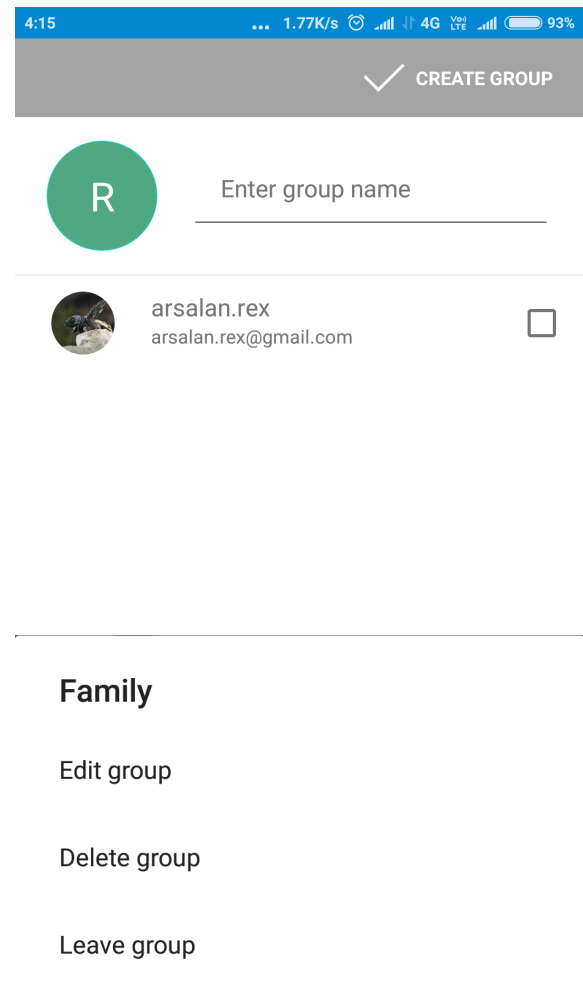 4:15 ... 1.77K/s 4G VoLTE 93%
CREATE GROUP
R
Enter group name
arsalan.rex
arsalan.rex@gmail.com
Family
Edit group
Delete group
Leave group